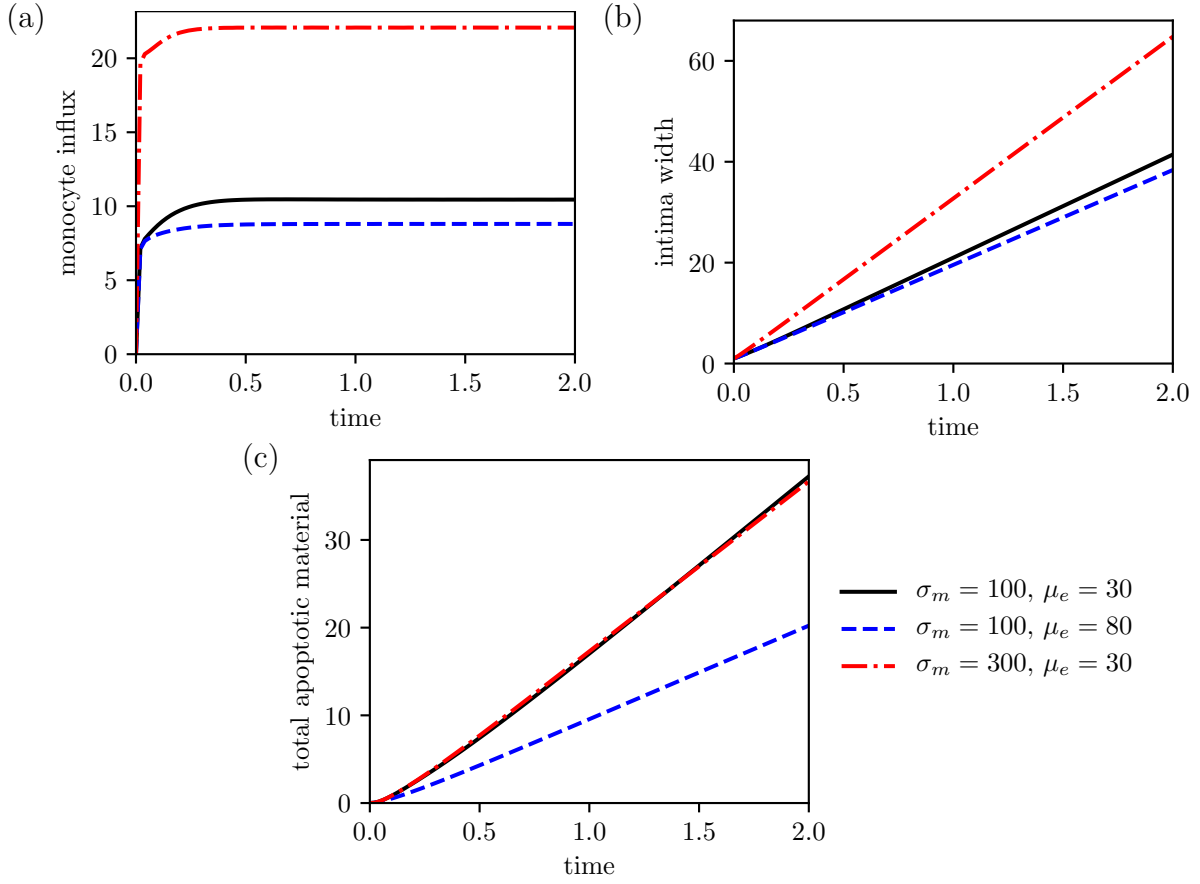 (a)
monocyte influx
20
15
10
5
0
0.0 0.5 1.0 1.5 2.0
time
(b)
intima width
60
40
20
0
0.0 0.5 1.0 1.5 2.0
time
(c)
total apoptotic material
30
20
10
0
0.0 0.5 1.0 1.5 2.0
time
σm = 100, μe = 30
σm = 100, μe = 80
σm = 300, μe = 30